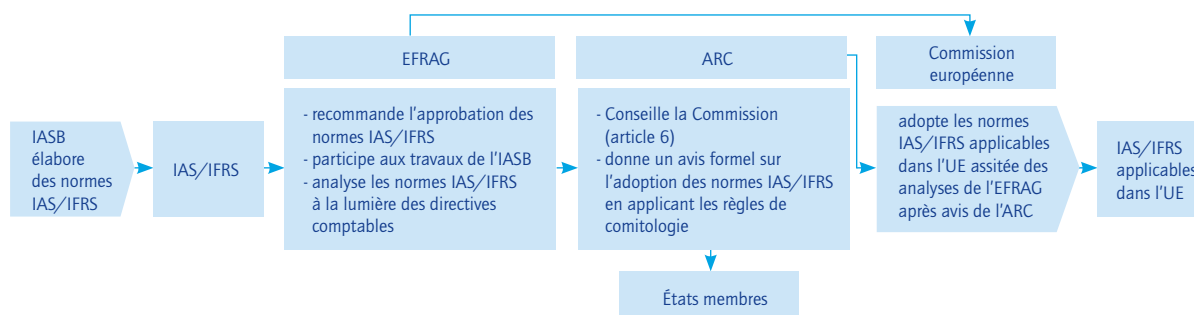 IASB
élabore
des normes
IAS/IFRS
IAS/IFRS
EFRAG
- recommande l'approbation des
normes IAS/IFRS
- participe aux travaux de l'IASB
- analyse les normes IAS/IFRS
à la lumière des directives
comptables
ARC
- Conseille la Commission
(article 6)
- donne un avis formel sur
l'adoption des normes IAS/IFRS
en applicant les règles de
comitologie
États membres
Commission
européenne
adopte les normes
IAS/IFRS applicables
dans l'UE assitée des
analyses de l'EFRAG
après avis de l'ARC
IAS/IFRS
applicables
dans l'UE